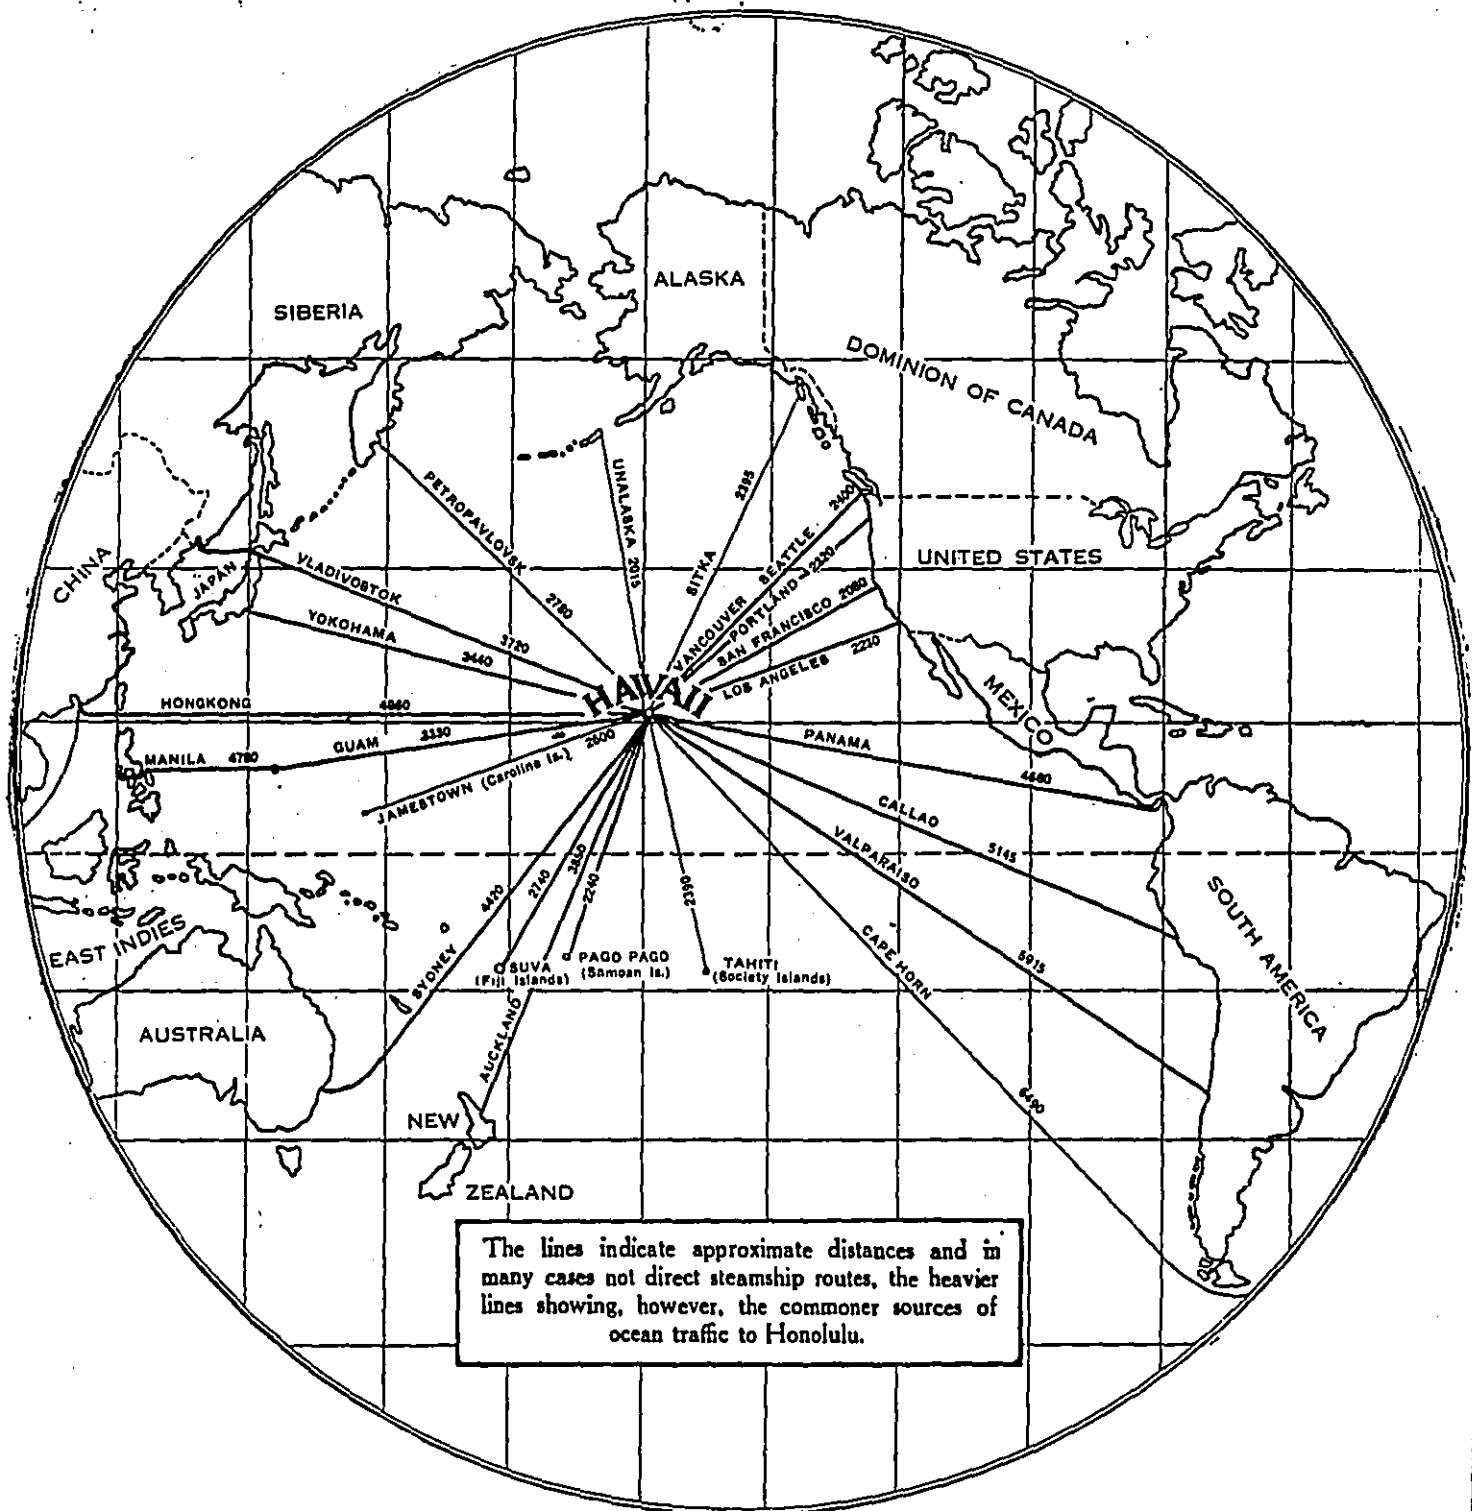 ALASKA
SIBERIA
DOMINION OF CANADA
UNALASKA 2015
PETROPAVLOVSK 2780
SITKA 2395
VANCOUVER SEATTLE 2400
PORTLAND 2320
SAN FRANCISCO 2080
LOS ANGELES 2230
UNITED STATES
CHINA
JAPAN
VLADIVOSTOK 3720
YOKOHAMA 3440
HAWAII
MEXICO
HONGKONG
GUAM 3330
MANILA 4780
JAMESTOWN (Caroline Is.) 2600
PANAMA
CALLAO 5145
VALPARAISO 5915
CAPE HORN 6490
SOUTH AMERICA
EAST INDIES
SYDNEY 4420
2740
SUVA
(Fiji Islands)
AUCKLAND 3850
2240
PAGO PAGO
(Samoan Is.)
2390
TAHITI
(Society Islands)
AUSTRALIA
NEW
ZEALAND
The lines indicate approximate distances and in
many cases not direct steamship routes, the heavier
lines showing, however, the commoner sources of
ocean traffic to Honolulu.